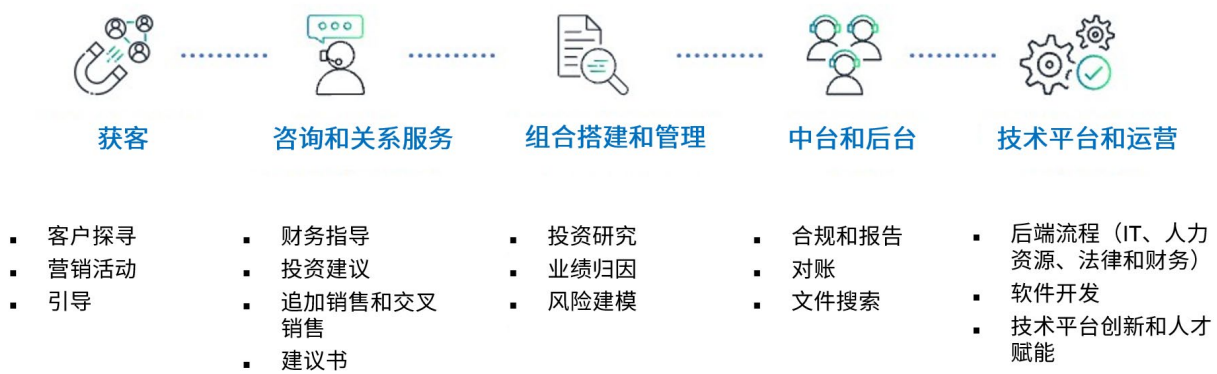 获客
咨询和关系服务
组合搭建和管理
中台和后台
技术平台和运营
▪ 客户探寻
▪ 营销活动
▪ 引导
▪ 财务指导
▪ 投资建议
▪ 追加销售和交叉
销售
▪ 建议书
▪ 投资研究
▪ 业绩归因
▪ 风险建模
▪ 合规和报告
▪ 对账
▪ 文件搜索
▪ 后端流程（IT、人力
资源、法律和财务）
▪ 软件开发
▪ 技术平台创新和人才
赋能